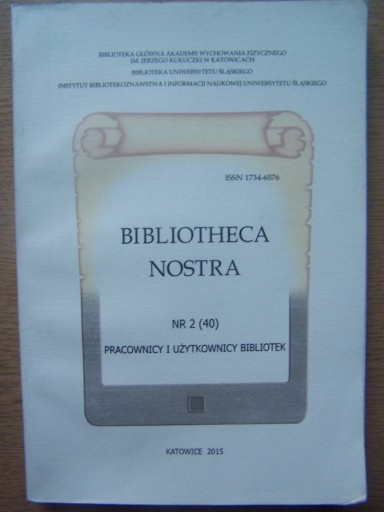 BIBLIOTEKA GŁÓWNA AKADEMII WYCHOWANIA FIZYCZNEGO
IM. JERZEGO KUKUCZKI W KATOWICACH
BIBLIOTEKA UNIWERSYTETU ŚLĄSKIEGO
INSTYTUT BIBLIOTEKOZNAWSTWA I INFORMACJI NAUKOWEJ UNIWERSYTETU ŚLĄSKIEGO
ISSN 1734-6576
BIBLIOTHECA
NOSTRA
NR 2 (40)
PRACOWNICY I UŻYTKOWNICY BIBLIOTEK
KATOWICE 2015